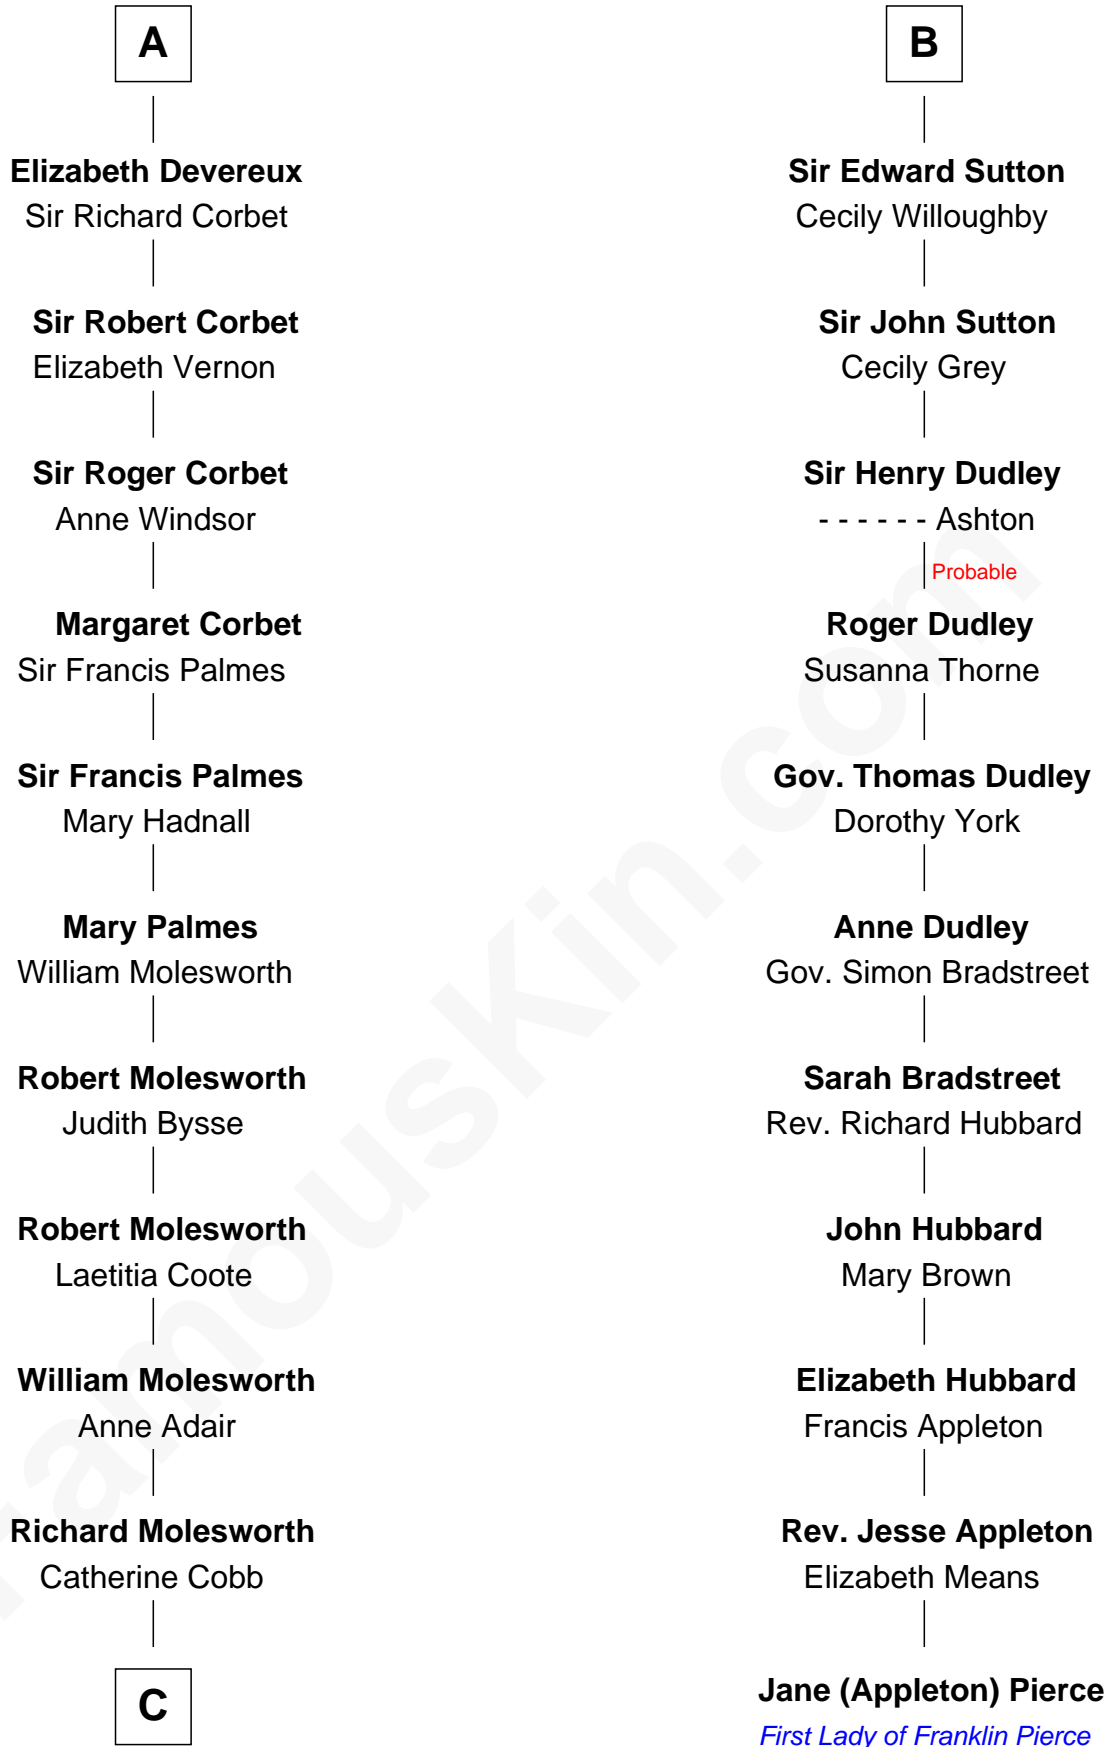 A
Elizabeth Devereux
Sir Richard Corbet
Sir Robert Corbet
Elizabeth Vernon
Sir Roger Corbet
Anne Windsor
Margaret Corbet
Sir Francis Palmes
Sir Francis Palmes
Mary Hadnall
Mary Palmes
William Molesworth
Robert Molesworth
Judith Bysse
Robert Molesworth
Laetitia Coote
William Molesworth
Anne Adair
Richard Molesworth
Catherine Cobb
C
B
Sir Edward Sutton
Cecily Willoughby
Sir John Sutton
Cecily Grey
Sir Henry Dudley
- - - - - - Ashton
Probable
Roger Dudley
Susanna Thorne
Gov. Thomas Dudley
Dorothy York
Anne Dudley
Gov. Simon Bradstreet
Sarah Bradstreet
Rev. Richard Hubbard
John Hubbard
Mary Brown
Elizabeth Hubbard
Francis Appleton
Rev. Jesse Appleton
Elizabeth Means
Jane (Appleton) Pierce
First Lady of Franklin Pierce
FamousKin.com